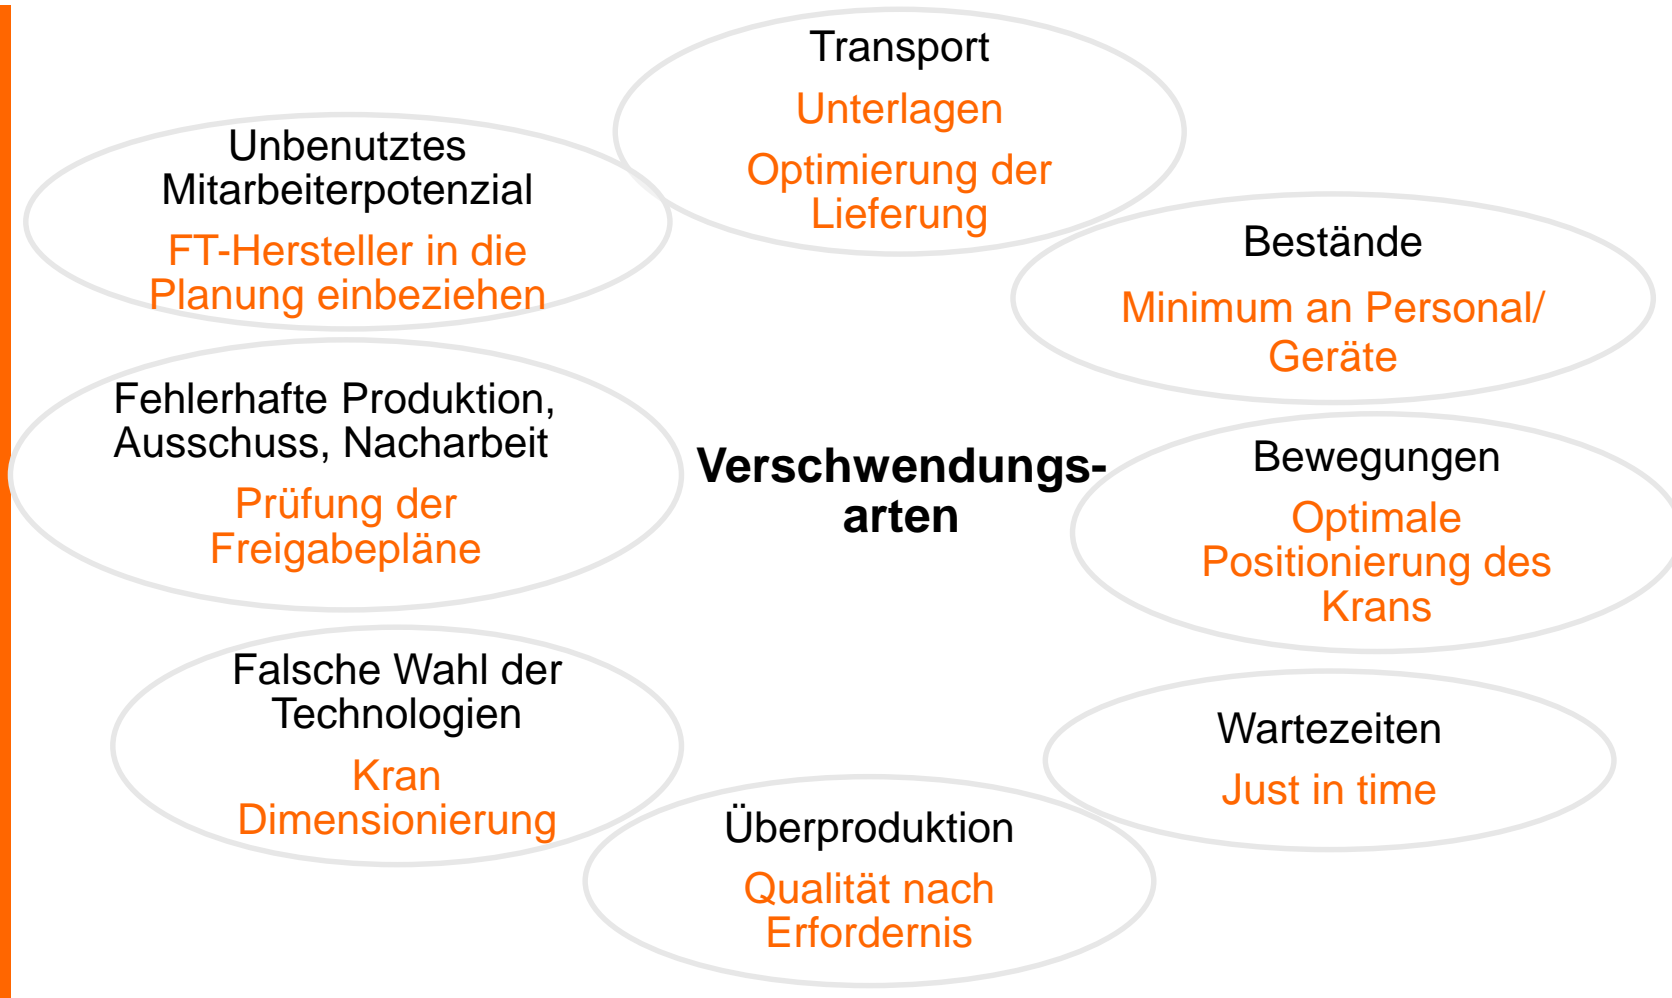 Transport
Unterlagen
Optimierung der
Lieferung
Unbenutztes
Mitarbeiterpotenzial
FT-Hersteller in die
Planung einbeziehen
Bestände
Minimum an Personal/
Geräte
Fehlerhafte Produktion,
Ausschuss, Nacharbeit
Prüfung der
Freigabepläne
Verschwendungs-
arten
Bewegungen
Optimale
Positionierung des
Krans
Falsche Wahl der
Technologien
Kran
Dimensionierung
Wartezeiten
Just in time
Überproduktion
Qualität nach
Erfordernis